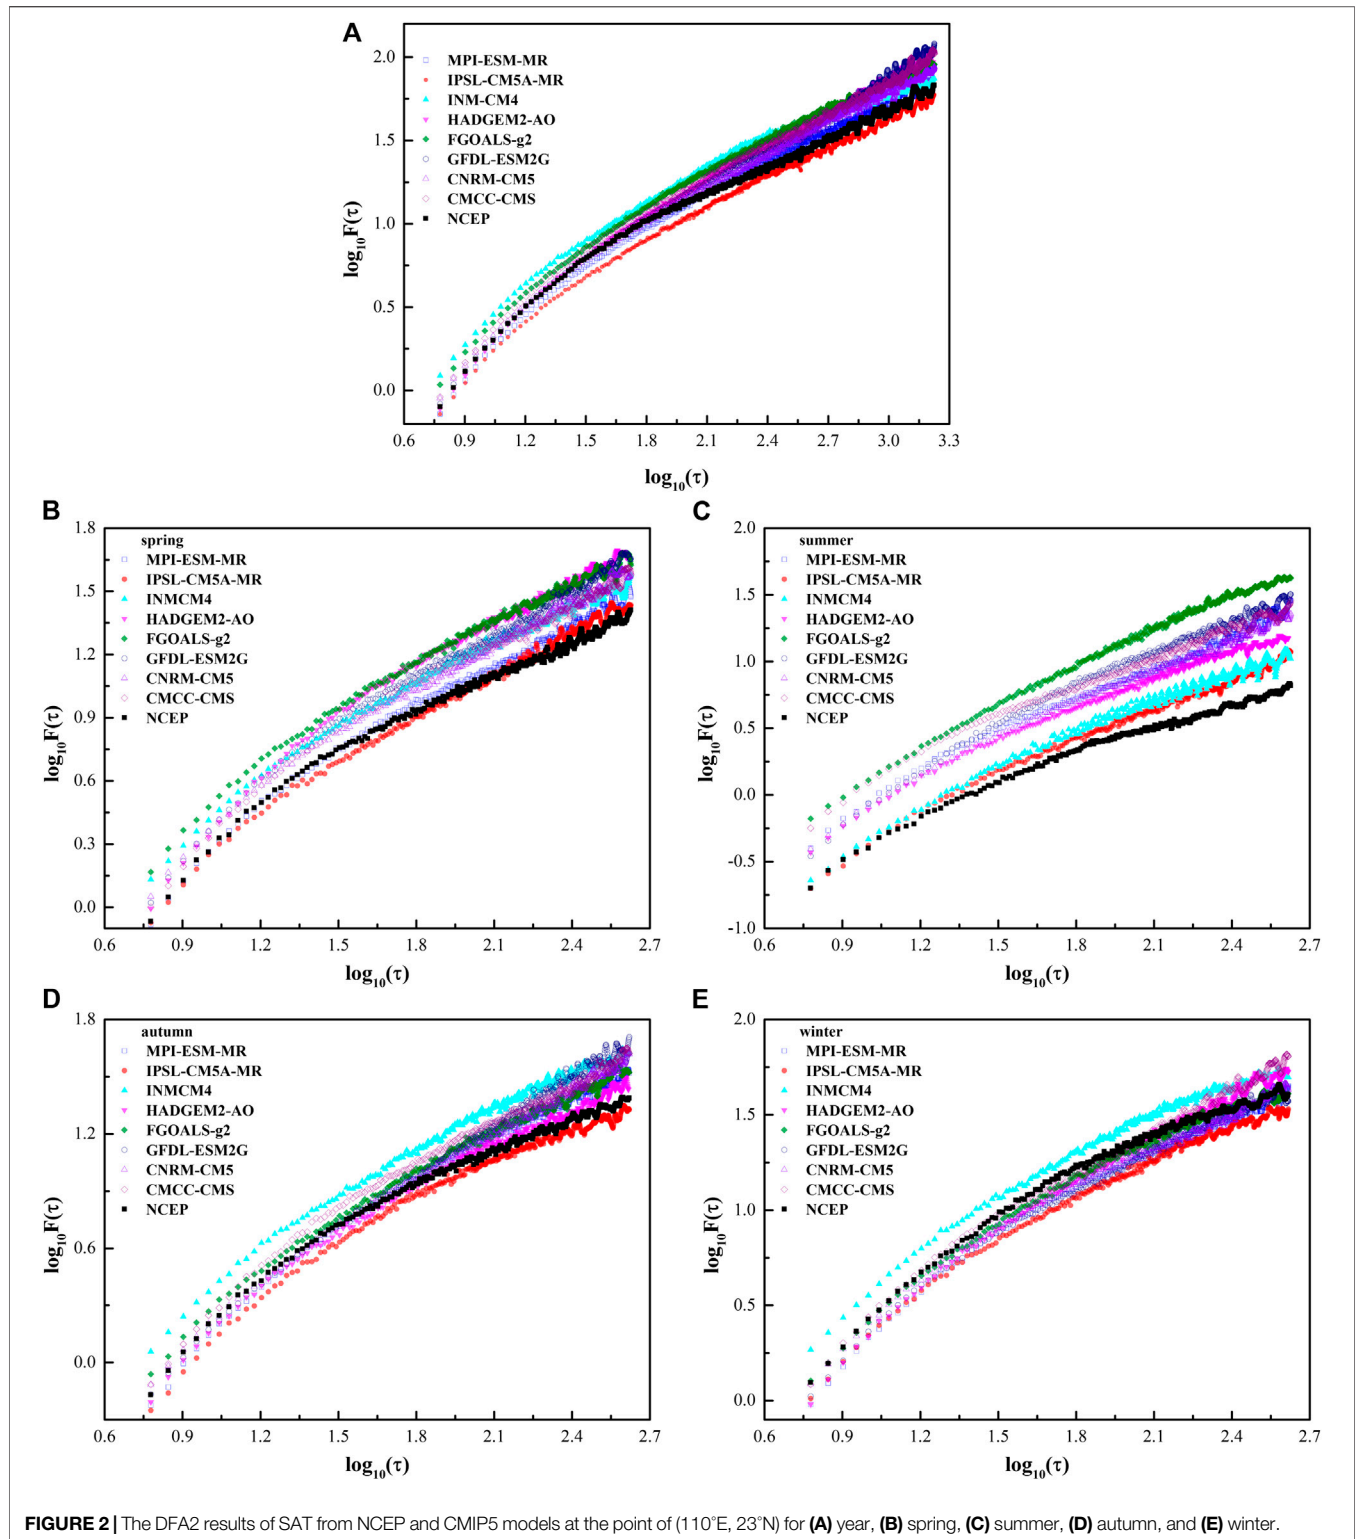 A
2.0
1.5
1.0
0.5
0.0
log10F(τ)
MPI-ESM-MR
IPSL-CM5A-MR
INM-CM4
HADGEM2-AO
FGOALS-g2
GFDL-ESM2G
CNRM-CM5
CMCC-CMS
NCEP
0.6 0.9 1.2 1.5 1.8 2.1 2.4 2.7 3.0 3.3
log10(τ)
B
1.8
1.5
1.2
0.9
0.6
0.3
0.0
log10F(τ)
spring
MPI-ESM-MR
IPSL-CM5A-MR
INMCM4
HADGEM2-AO
FGOALS-g2
GFDL-ESM2G
CNRM-CM5
CMCC-CMS
NCEP
0.6 0.9 1.2 1.5 1.8 2.1 2.4 2.7
log10(τ)
C
2.0
1.5
1.0
0.5
0.0
-0.5
-1.0
log10F(τ)
summer
MPI-ESM-MR
IPSL-CM5A-MR
INMCM4
HADGEM2-AO
FGOALS-g2
GFDL-ESM2G
CNRM-CM5
CMCC-CMS
NCEP
0.6 0.9 1.2 1.5 1.8 2.1 2.4 2.7
log10(τ)
D
1.8
1.2
0.6
0.0
log10F(τ)
autumn
MPI-ESM-MR
IPSL-CM5A-MR
INMCM4
HADGEM2-AO
FGOALS-g2
GFDL-ESM2G
CNRM-CM5
CMCC-CMS
NCEP
0.6 0.9 1.2 1.5 1.8 2.1 2.4 2.7
log10(τ)
E
2.0
1.5
1.0
0.5
0.0
log10F(τ)
winter
MPI-ESM-MR
IPSL-CM5A-MR
INMCM4
HADGEM2-AO
FGOALS-g2
GFDL-ESM2G
CNRM-CM5
CMCC-CMS
NCEP
0.6 0.9 1.2 1.5 1.8 2.1 2.4 2.7
log10(τ)
FIGURE 2 | The DFA2 results of SAT from NCEP and CMIP5 models at the point of (110°E, 23°N) for (A) year, (B) spring, (C) summer, (D) autumn, and (E) winter.